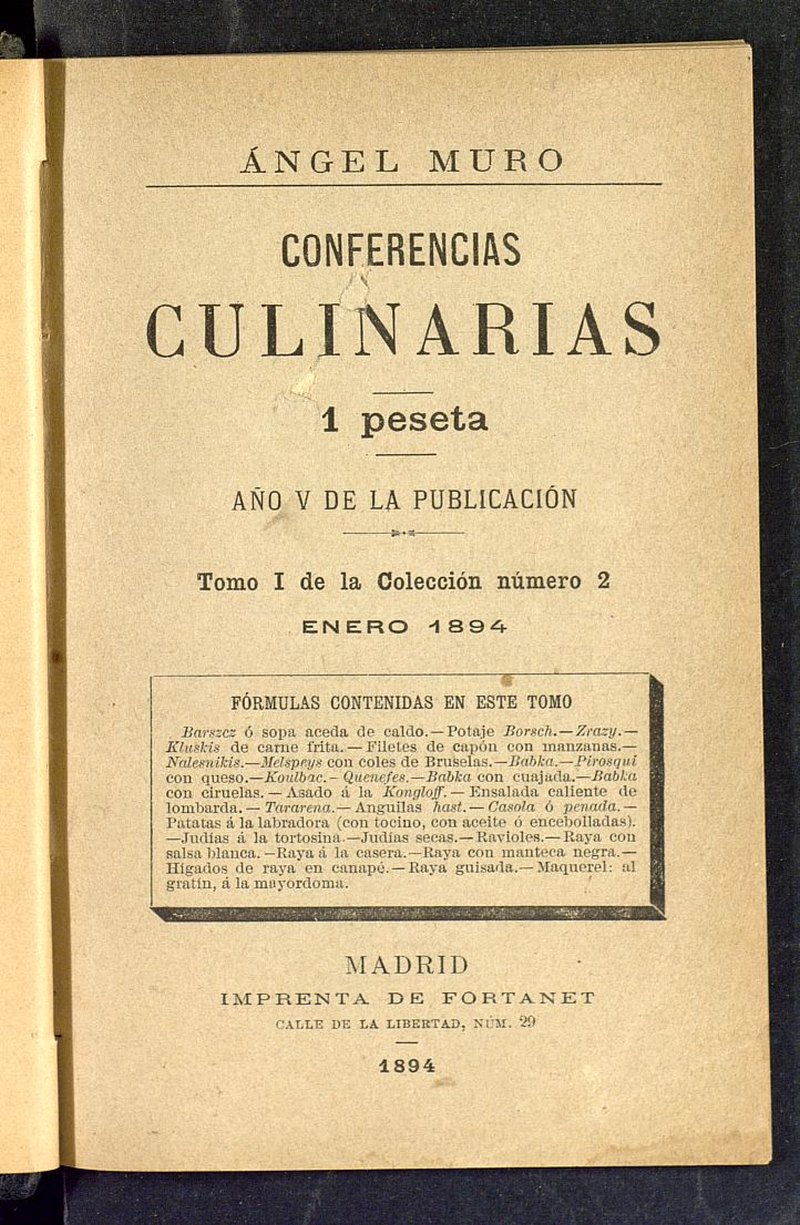 ÁNGEL MURO
CONFERENCIAS
CULINARIAS
1 peseta
AÑO V DE LA PUBLICACIÓN
Tomo I de la Colección número 2
ENERO 1894
FÓRMULAS CONTENIDAS EN ESTE TOMO
Barszcz ó sopa aceda de caldo.—Potaje Borsch.—Zrazy.—
Kluskis de carne frita.—Filetes de capón con manzanas.—
Nalesnikis.—Melspeys con coles de Bruselas.—Babka.—Pirosqui
con queso.—Koulbac.-Quenefes.—Babka con cuajada.—Babka
con ciruelas.—Asado á la Kongloff.—Ensalada caliente de
lombarda.—Tararena.—Anguilas hast.—Casola ó penada.—
Patatas á la labradora (con tocino, con aceite ó encebolladas).
—Judías á la tortosina.—Judías secas.—Ravioles.—Raya con
salsa blanca.—Raya á la casera.—Raya con manteca negra.—
Hígados de raya en canapé.—Raya guisada.—Maquerel: al
gratin, á la mayordoma.
MADRID
IMPRENTA DE FORTANET
CALLE DE LA LIBERTAD, NÚM. 29
1894